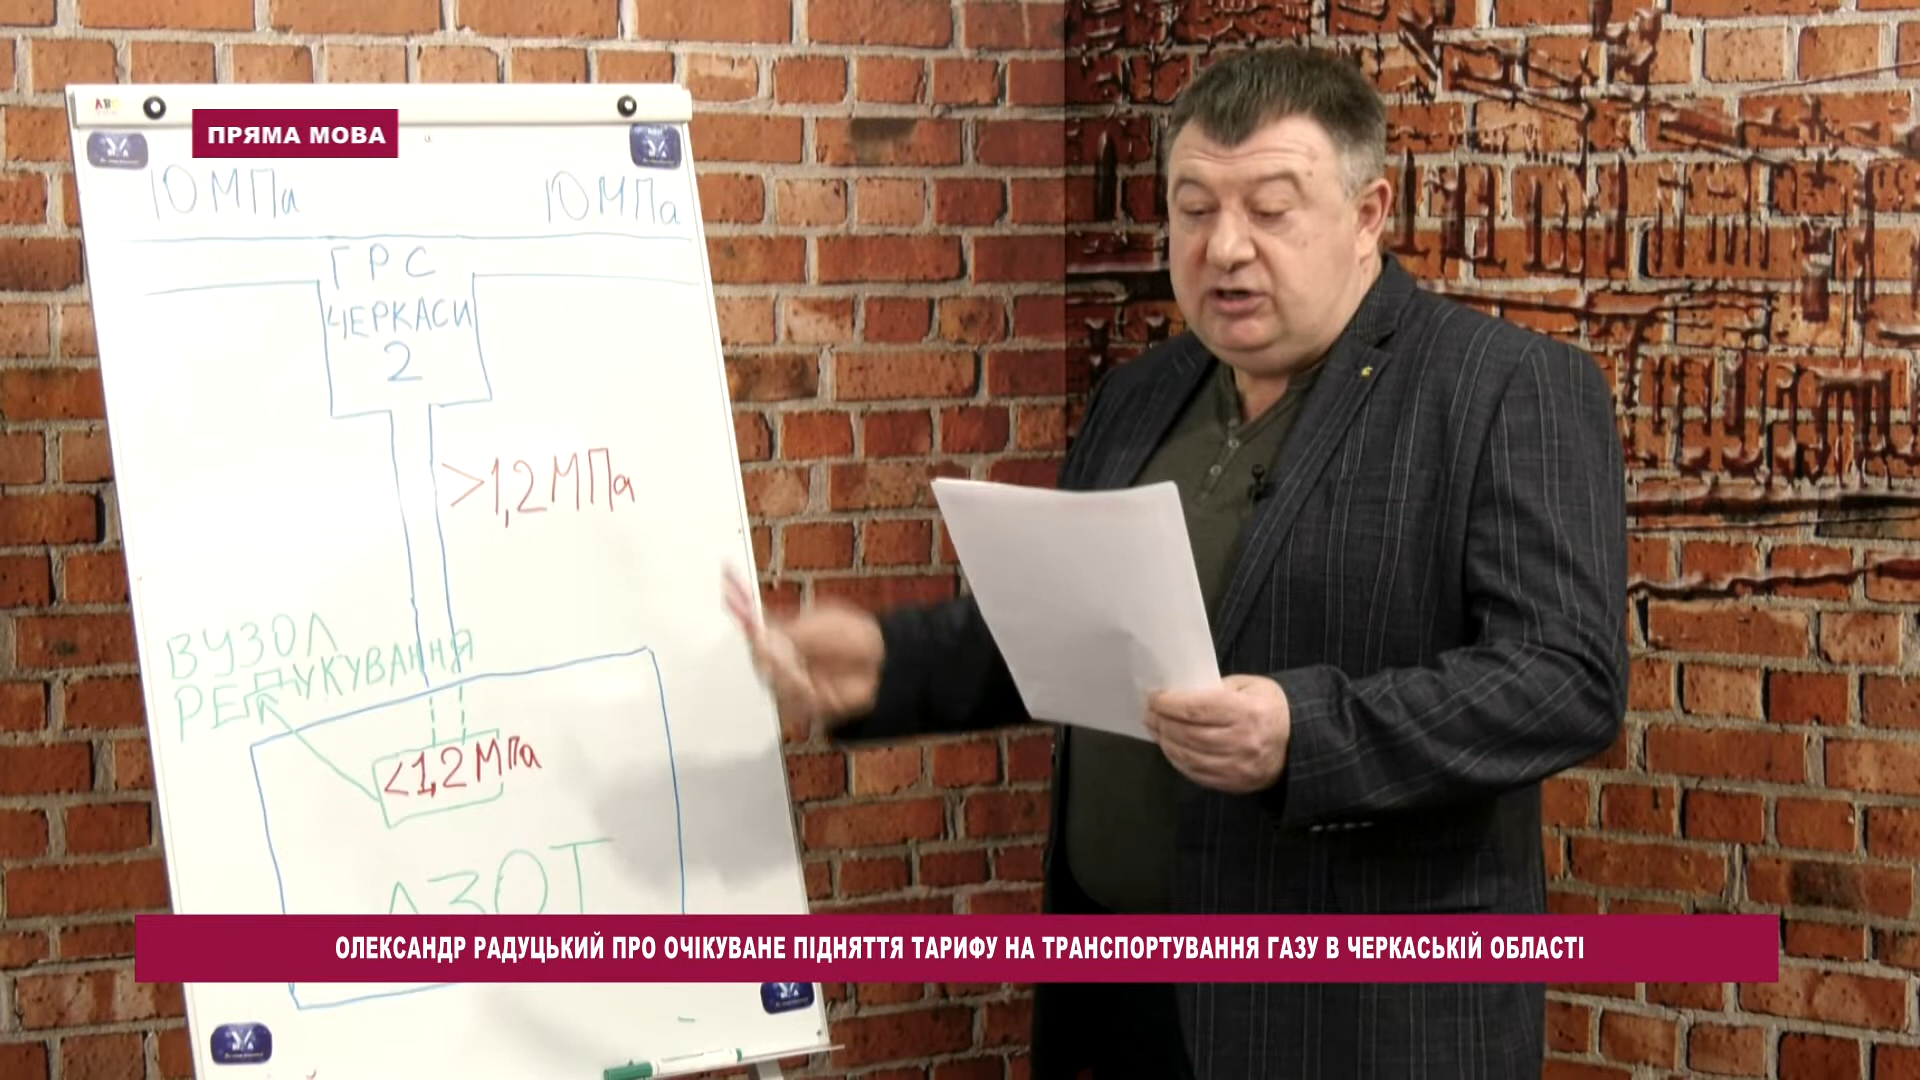 ПРЯМА МОВА
10 МПа
10 МПа
ГРС
ЧЕРКАСИ
2
>1,2 МПа
ВУЗОЛ
РЕДУКУВАННЯ
<1,2 МПа
АЗОТ
ОЛЕКСАНДР РАДУЦЬКИЙ ПРО ОЧІКУВАНЕ ПІДНЯТТЯ ТАРИФУ НА ТРАНСПОРТУВАННЯ ГАЗУ В ЧЕРКАСЬКІЙ ОБЛАСТІ